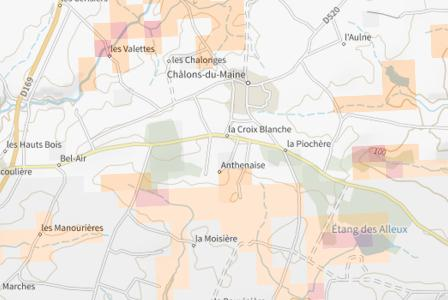 les Valettes
D520
l'Aulne
les Chalonges
Châlons-du-Maine
D169
la Croix Blanche
les Hauts Bois
la Piochère
100
Bel-Air
Anthenaise
les Manourières
Étang des Alleux
la Moisière
Marches